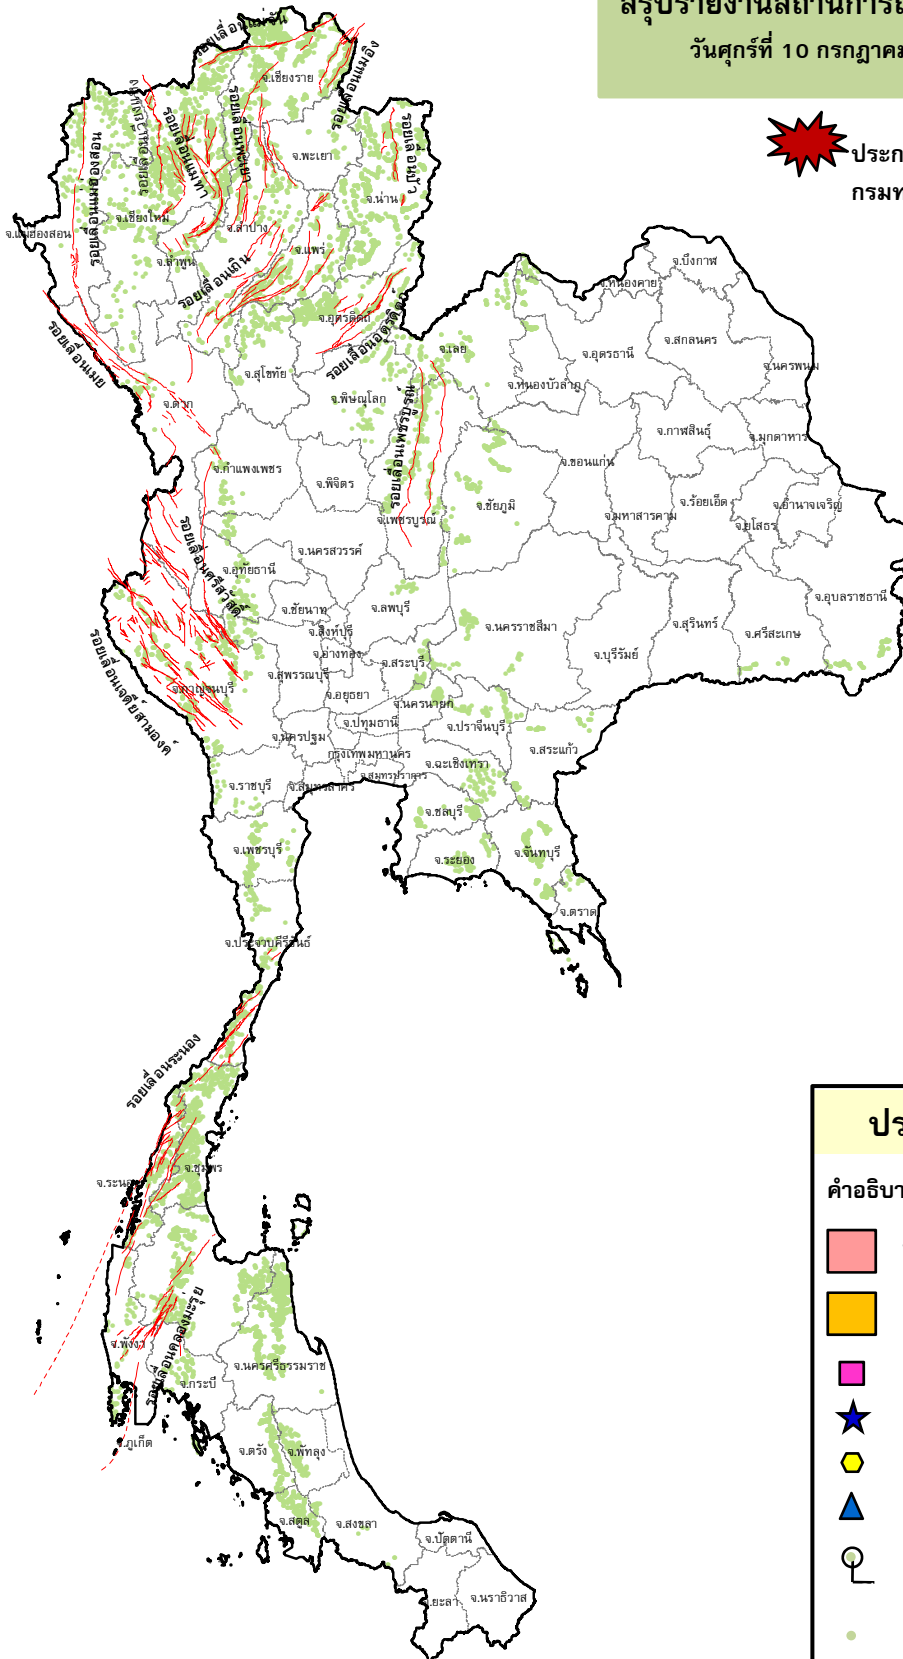 สรุปรายงานสถานการณ์
วันศุกร์ที่ 10 กรกฎาคม
ประก
กรมท
รอยเลื่อนแม่จัน
จ.เชียงราย
รอยเลื่อนแม่อิง
รอยเลื่อนแม่ฮ่องสอน
รอยเลื่อนแม่ทา
รอยเลื่อนพะเยา
จ.พะเยา
รอยเลื่อนปัว
จ.น่าน
จ.เชียงใหม่
จ.แม่ฮ่องสอน
จ.ลำปาง
จ.แพร่
จ.ลำพูน
รอยเลื่อนเถิน
จ.อุตรดิตถ์
รอยเลื่อนอุตรดิตถ์
รอยเลื่อนเมย
จ.สุโขทัย
จ.ตาก
จ.พิษณุโลก
รอยเลื่อนเพชรบูรณ์
จ.เลย
จ.หนองบัวลำภู
จ.อุดรธานี
จ.หนองคาย
จ.บึงกาฬ
จ.สกลนคร
จ.นครพนม
จ.กาฬสินธุ์
จ.มุกดาหาร
จ.ขอนแก่น
จ.กำแพงเพชร
จ.พิจิตร
จ.เพชรบูรณ์
จ.ชัยภูมิ
จ.มหาสารคาม
จ.ร้อยเอ็ด
จ.ยโสธร
จ.อำนาจเจริญ
จ.นครสวรรค์
รอยเลื่อนศรีสวัสดิ์
จ.อุทัยธานี
จ.ชัยนาท
จ.ลพบุรี
จ.นครราชสีมา
จ.บุรีรัมย์
จ.สุรินทร์
จ.ศรีสะเกษ
จ.อุบลราชธานี
จ.สิงห์บุรี
จ.อ่างทอง
จ.สระบุรี
จ.สุพรรณบุรี
จ.อยุธยา
จ.กาญจนบุรี
รอยเลื่อนเจดีย์สามองค์
จ.นครนายก
จ.ปทุมธานี
จ.ปราจีนบุรี
จ.นครปฐม
กรุงเทพมหานคร
จ.ฉะเชิงเทรา
จ.สระแก้ว
จ.สมุทรปราการ
จ.ราชบุรี
จ.สมุทรสาคร
จ.ชลบุรี
จ.เพชรบุรี
จ.ระยอง
จ.จันทบุรี
จ.ตราด
จ.ประจวบคีรีขันธ์
รอยเลื่อนระนอง
จ.ชุมพร
จ.ระนอง
รอยเลื่อนคลองมะรุ่ย
จ.พังงา
จ.กระบี่
จ.นครศรีธรรมราช
จ.ภูเก็ต
จ.ตรัง
จ.พัทลุง
จ.สตูล
จ.สงขลา
จ.ปัตตานี
จ.ยะลา
จ.นราธิวาส
ปร
คำอธิบา